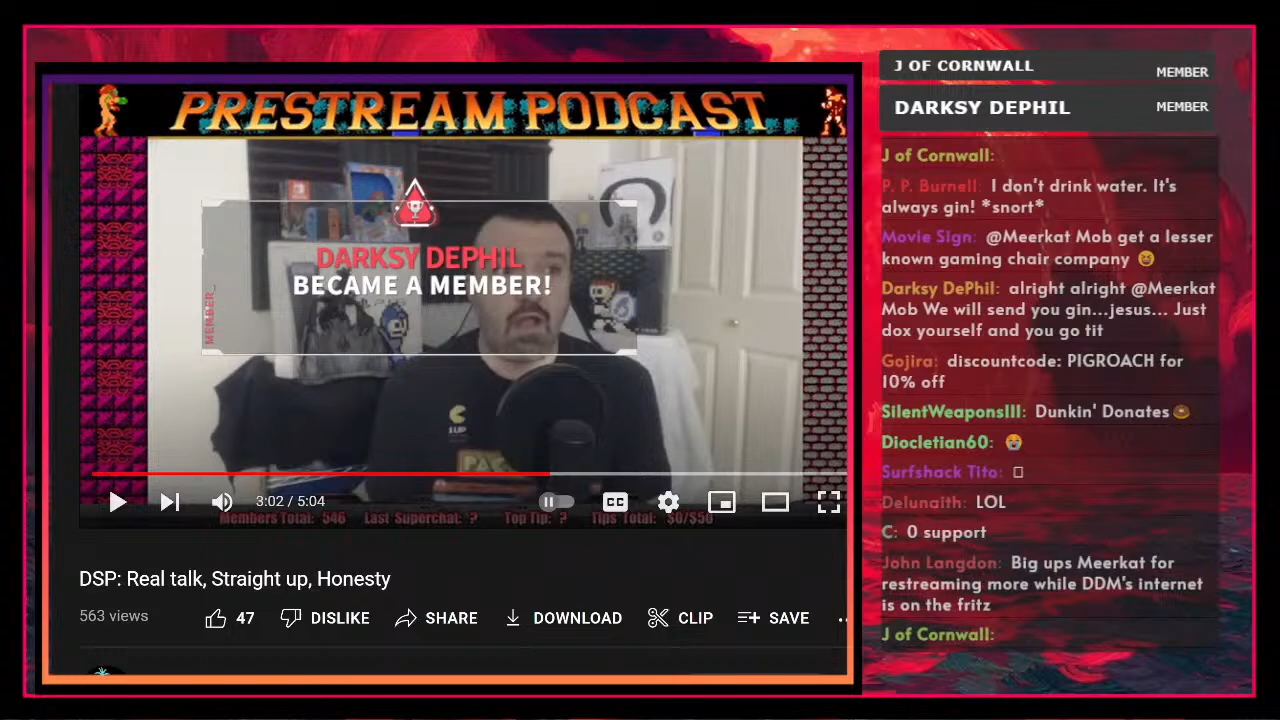 PRESTREAM PODCAST
DARKSY DEPHIL
BECAME A MEMBER!
MEMBER_
3:02 / 5:04
CC
Members Total: 546 Last Superchat: ? Top Tip: ? Tips Total: $0/$50
DSP: Real talk, Straight up, Honesty
563 views
47 DISLIKE SHARE DOWNLOAD CLIP SAVE ..
J OF CORNWALL MEMBER
DARKSY DEPHIL MEMBER
J of Cornwall:
P. P. Burnell: I don't drink water. It's
always gin! *snort*
Movie Sign: @Meerkat Mob get a lesser
known gaming chair company 😆
Darksy DePhil: alright alright @Meerkat
Mob We will send you gin...jesus... Just
dox yourself and you go tit
Gojira: discountcode: PIGROACH for
10% off
SilentWeaponsIII: Dunkin' Donates🍩
Diocletian60: 😭
Surfshack Tito: □
Delunaith: LOL
C: 0 support
John Langdon: Big ups Meerkat for
restreaming more while DDM's internet
is on the fritz
J of Cornwall: